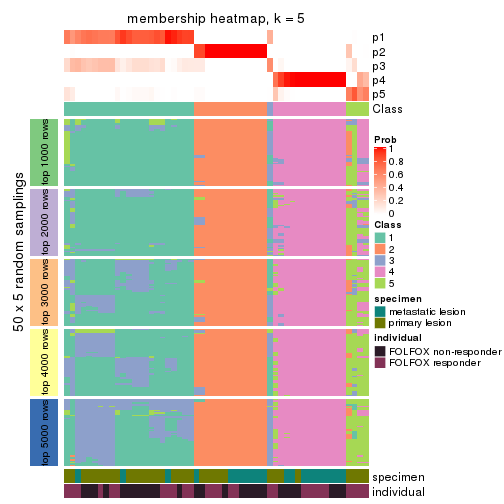 membership heatmap, k = 5
p1
p2
p3
p4
p5
Class
50 x 5 random samplings
top 1000 rows
top 2000 rows
top 3000 rows
top 4000 rows
top 5000 rows
specimen
individual
Prob
1
0.8
0.6
0.4
0.2
0
Class
1
2
3
4
5
specimen
metastatic lesion
primary lesion
individual
FOLFOX non-responder
FOLFOX responder